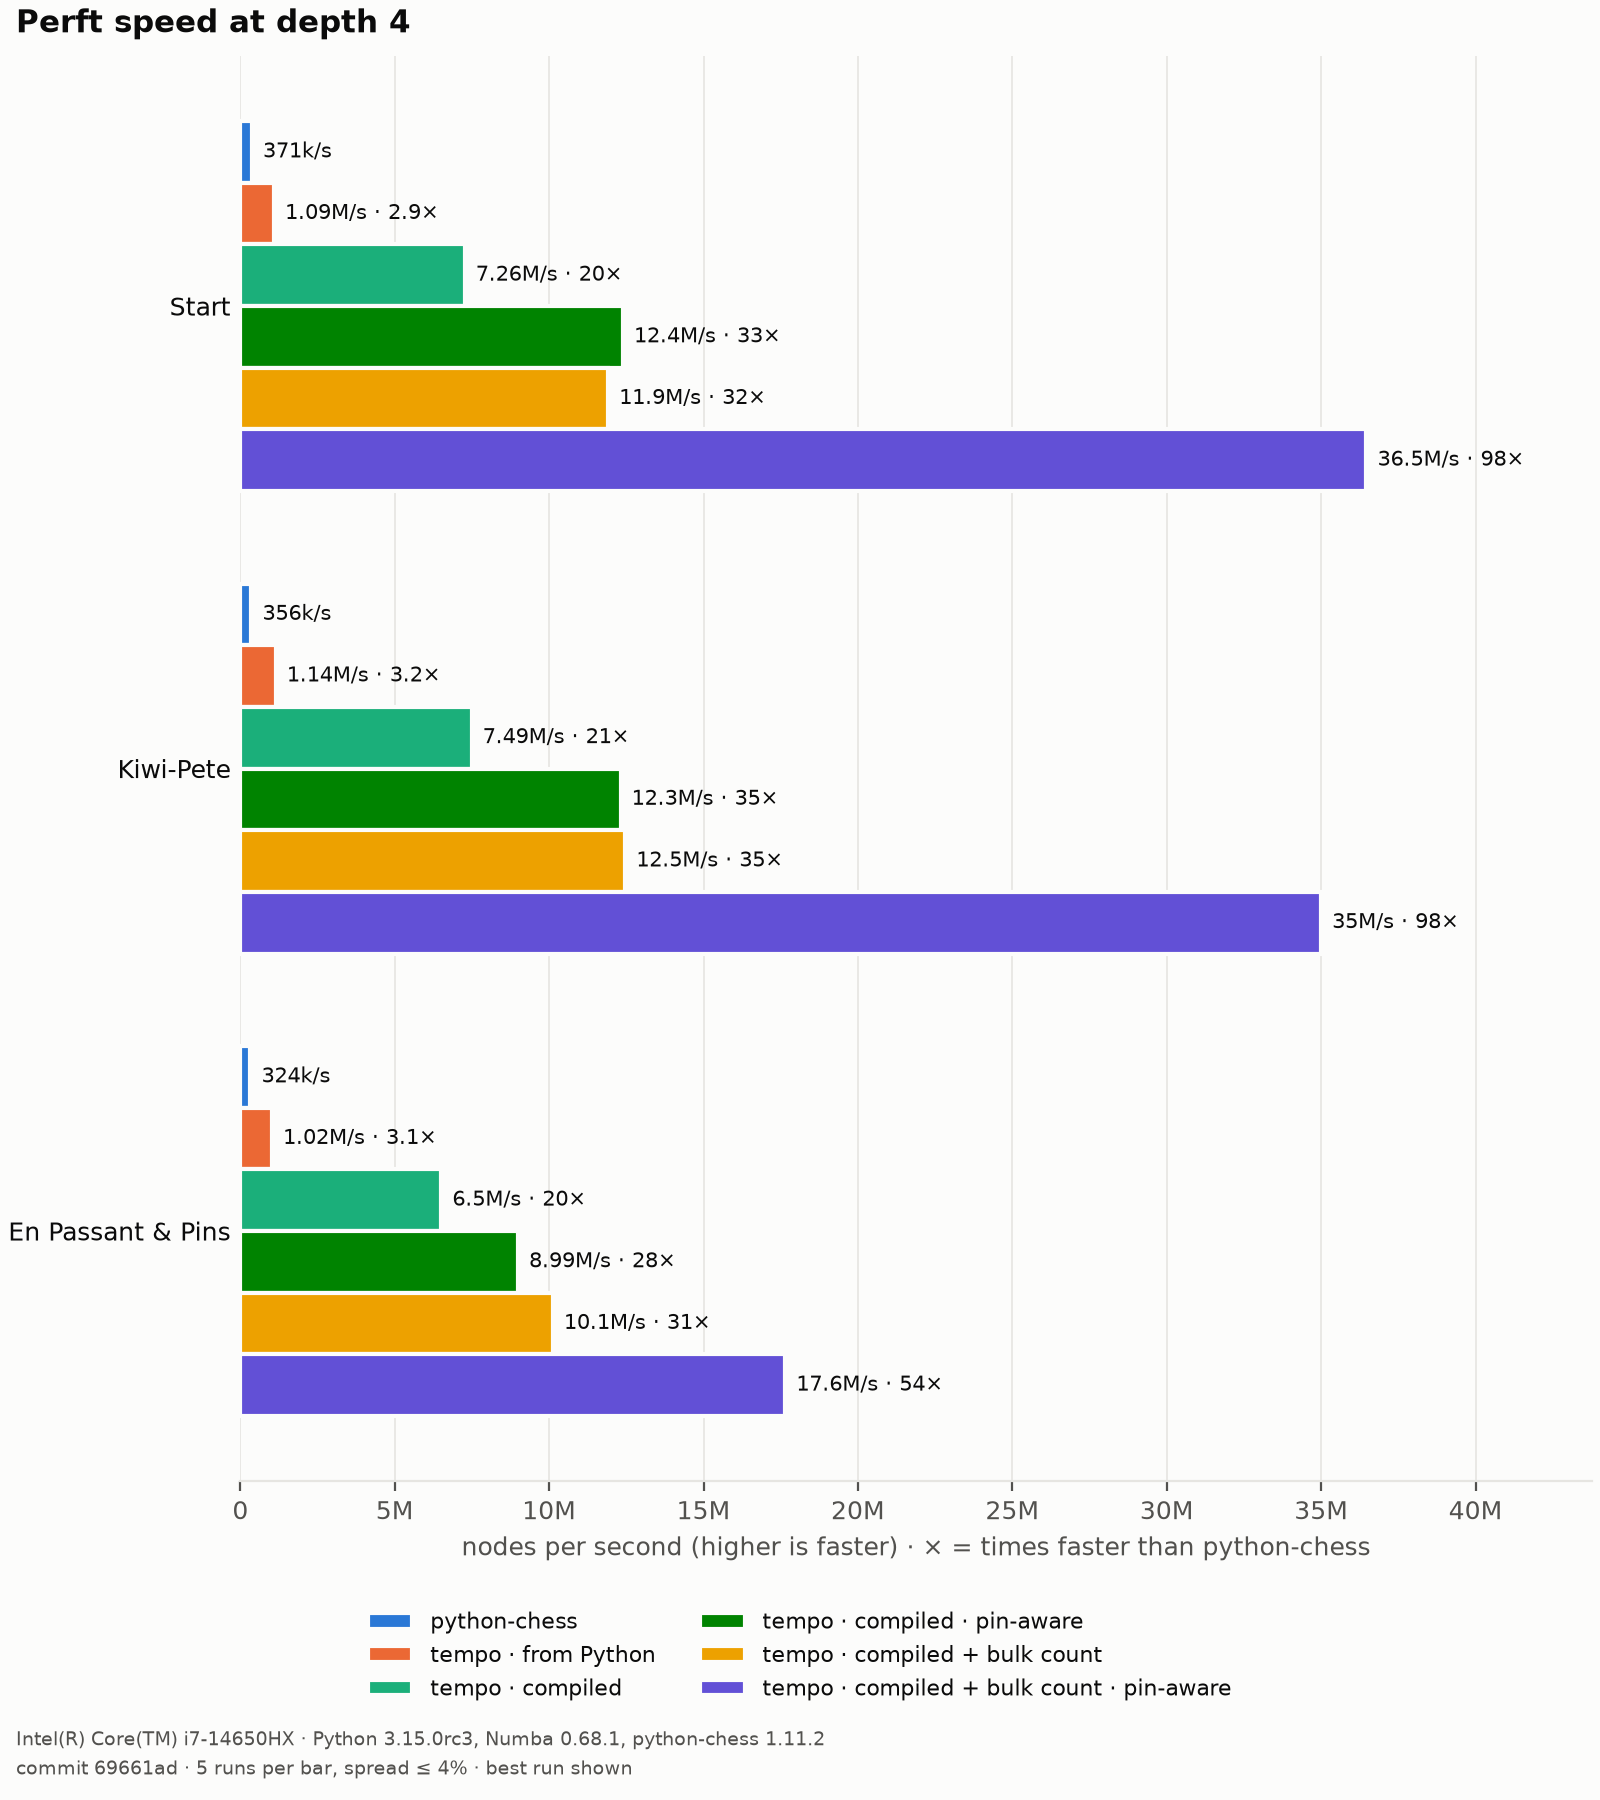 Perft speed at depth 4
371k/s
1.09M/s · 2.9×
7.26M/s · 20×
Start
12.4M/s · 33×
11.9M/s · 32×
36.5M/s · 98×
356k/s
1.14M/s · 3.2×
7.49M/s · 21×
Kiwi-Pete
12.3M/s · 35×
12.5M/s · 35×
35M/s · 98×
324k/s
1.02M/s · 3.1×
6.5M/s · 20×
En Passant & Pins
8.99M/s · 28×
10.1M/s · 31×
17.6M/s · 54×
0 5M 10M 15M 20M 25M 30M 35M 40M
nodes per second (higher is faster) · × = times faster than python-chess
python-chess
tempo · from Python
tempo · compiled
tempo · compiled · pin-aware
tempo · compiled + bulk count
tempo · compiled + bulk count · pin-aware
Intel(R) Core(TM) i7-14650HX · Python 3.15.0rc3, Numba 0.68.1, python-chess 1.11.2
commit 69661ad · 5 runs per bar, spread ≤ 4% · best run shown